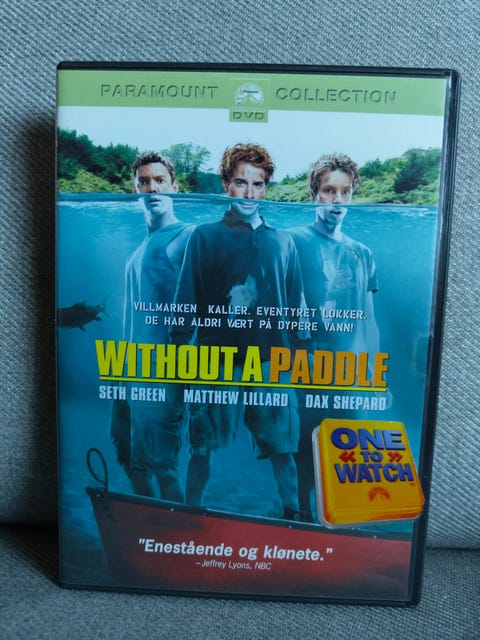 PARAMOUNT COLLECTION
DVD
VILLMARKEN KALLER. EVENTYRET LOKKER.
DE HAR ALDRI VÆRT PÅ DYPERE VANN!
WITHOUT A PADDLE
SETH GREEN MATTHEW LILLARD DAX SHEPARD
ONE
«TO»
WATCH
"Enestående og klønete."
–Jeffrey Lyons, NBC